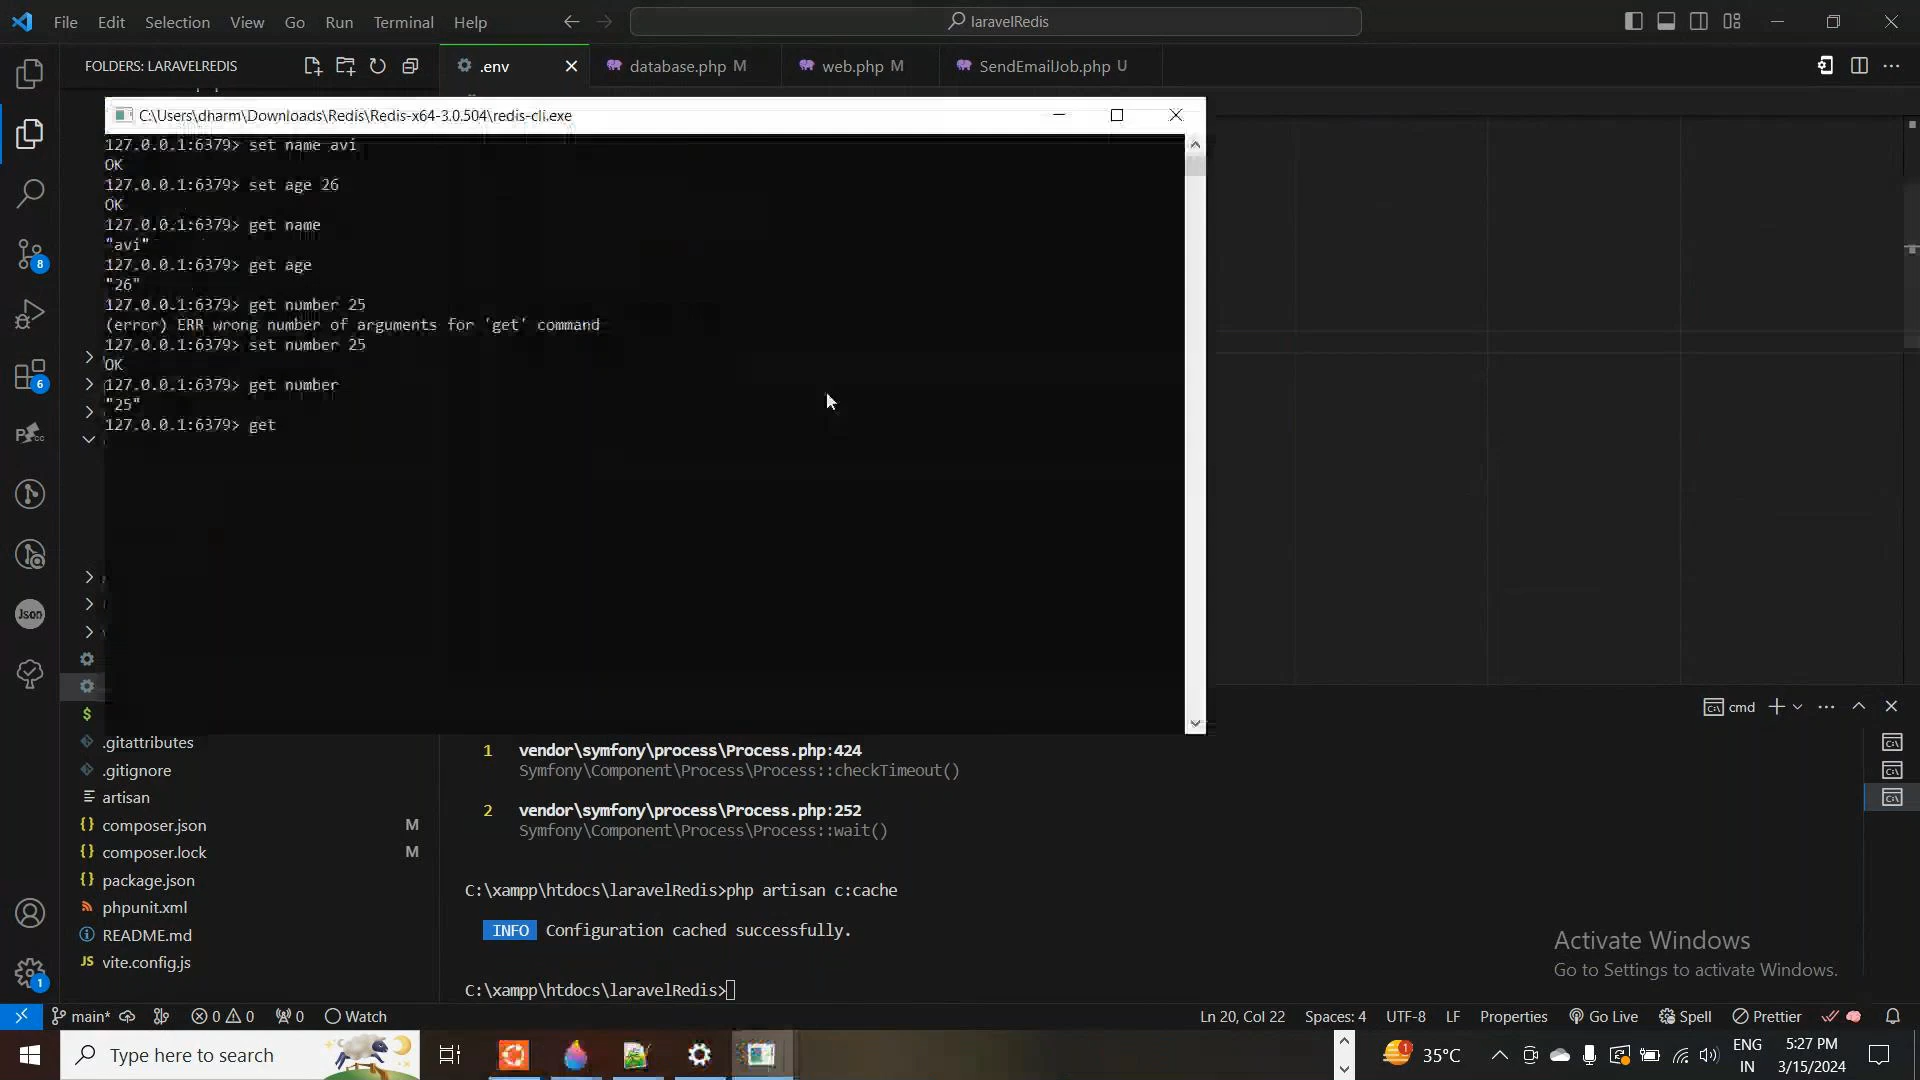 File Edit Selection View Go Run Terminal Help
laravelRedis
FOLDERS: LARAVELREDIS
.env
database.php M
web.php M
SendEmailJob.php U
C:\Users\dharm\Downloads\Redis\Redis-x64-3.0.504\redis-cli.exe
127.0.0.1:6379> set name avi
OK
127.0.0.1:6379> set age 26
OK
127.0.0.1:6379> get name
"avi"
127.0.0.1:6379> get age
"26"
127.0.0.1:6379> get number 25
(error) ERR wrong number of arguments for 'get' command
127.0.0.1:6379> set number 25
OK
127.0.0.1:6379> get number
"25"
127.0.0.1:6379> get
8
6
Json
1
.gitattributes
.gitignore
artisan
composer.json M
composer.lock M
package.json
phpunit.xml
README.md
JS vite.config.js
cmd
1 vendor\symfony\process\Process.php:424
Symfony\Component\Process\Process::checkTimeout()
2 vendor\symfony\process\Process.php:252
Symfony\Component\Process\Process::wait()
C:\xampp\htdocs\laravelRedis>php artisan c:cache
INFO Configuration cached successfully.
C:\xampp\htdocs\laravelRedis>
Activate Windows
Go to Settings to activate Windows.
main* 0 0 0 Watch
Ln 20, Col 22 Spaces: 4 UTF-8 LF Properties Go Live Spell Prettier
Type here to search
1
35°C
ENG
IN
5:27 PM
3/15/2024